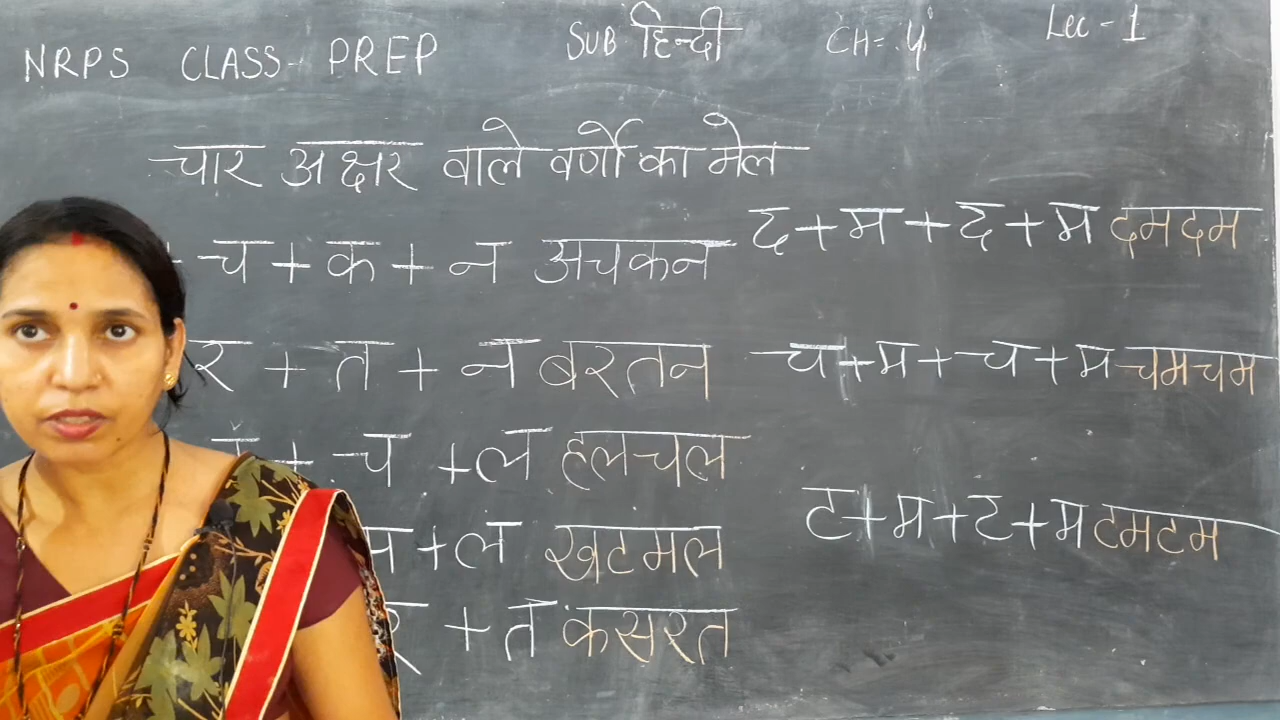 NRPS CLASS- PREP SUB हिन्दी CH= 4 Lec - 1
चार अक्षर वाले वर्णो का मेल
च + क + न अचकन
र + त + न बरतन
+ च + ल हलचल
+ ल खटमल
र + त कसरत
द + म + द + म दमदम
च + म + च + म चमचम
ट + म + ट + म टमटम